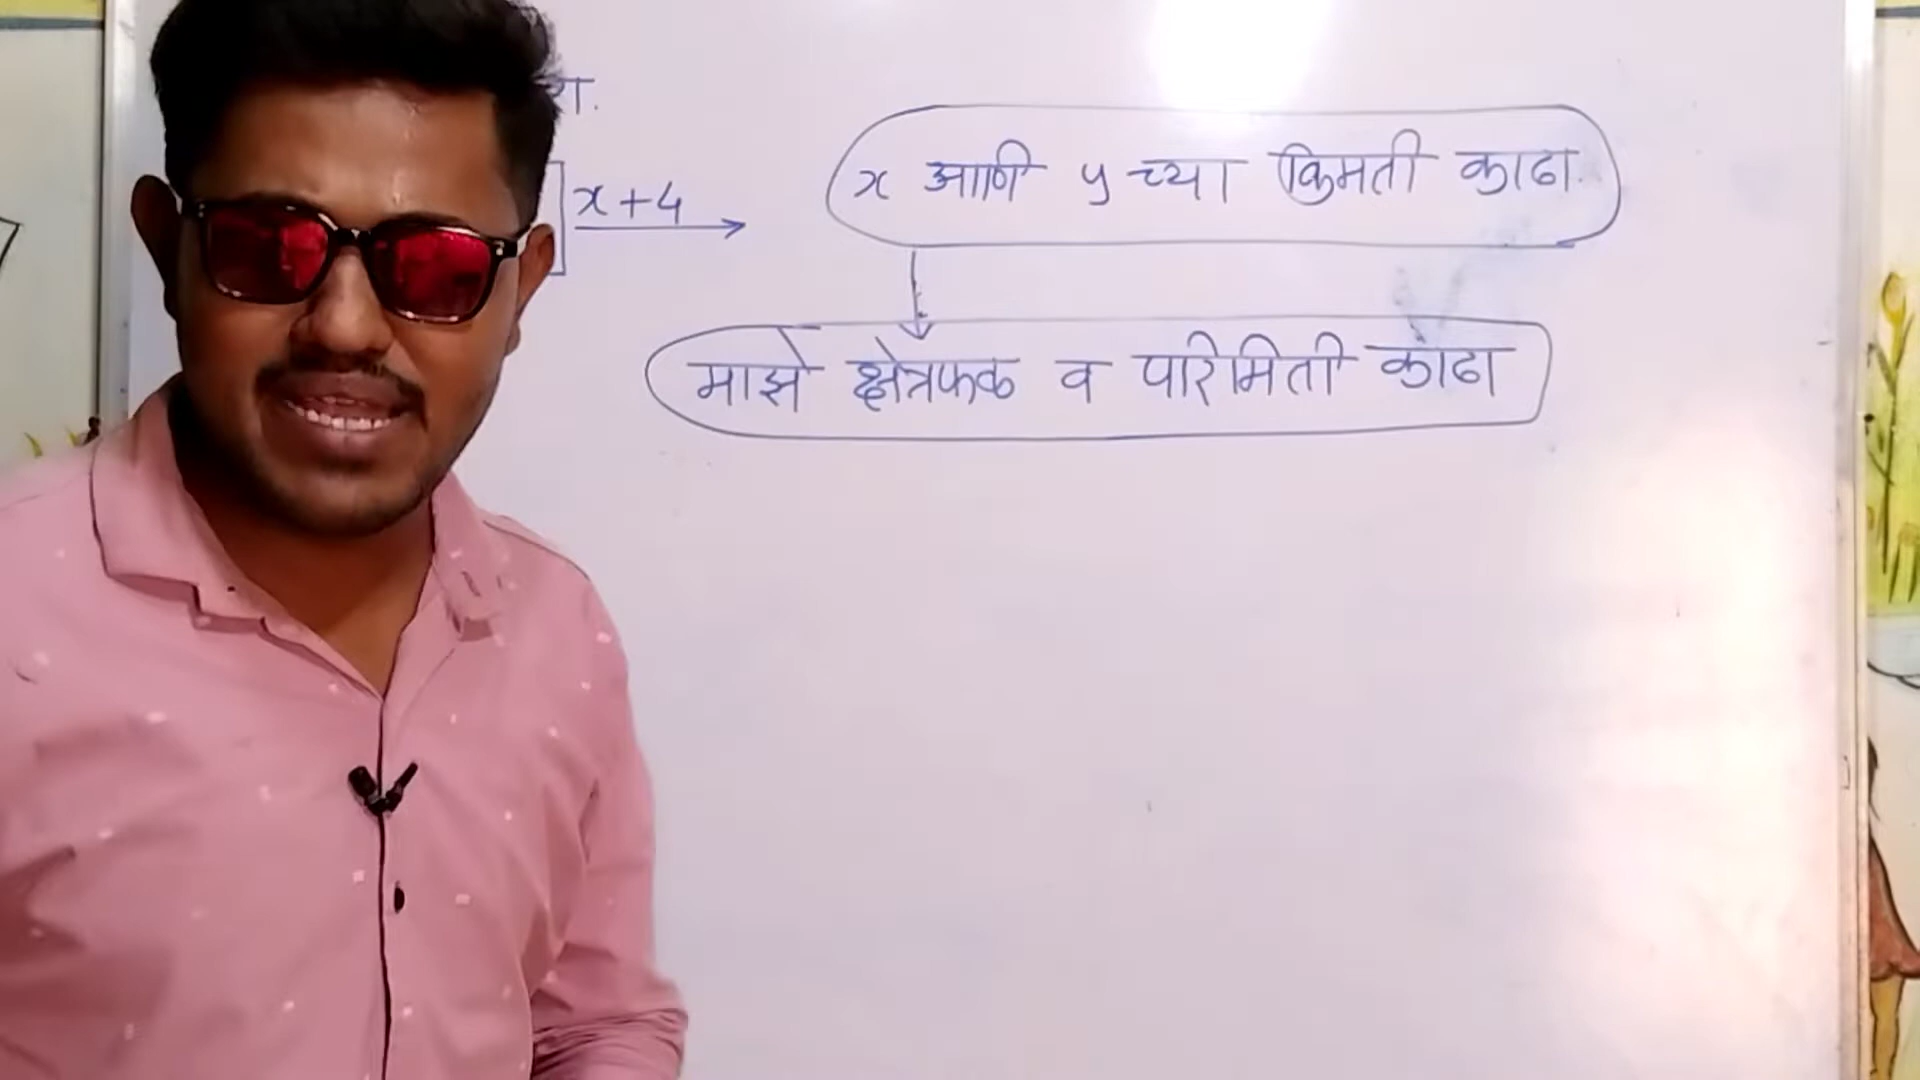 x+4
x आणि y च्या किमती काढा.
माझे क्षेत्रफळ व परिमिती काढा